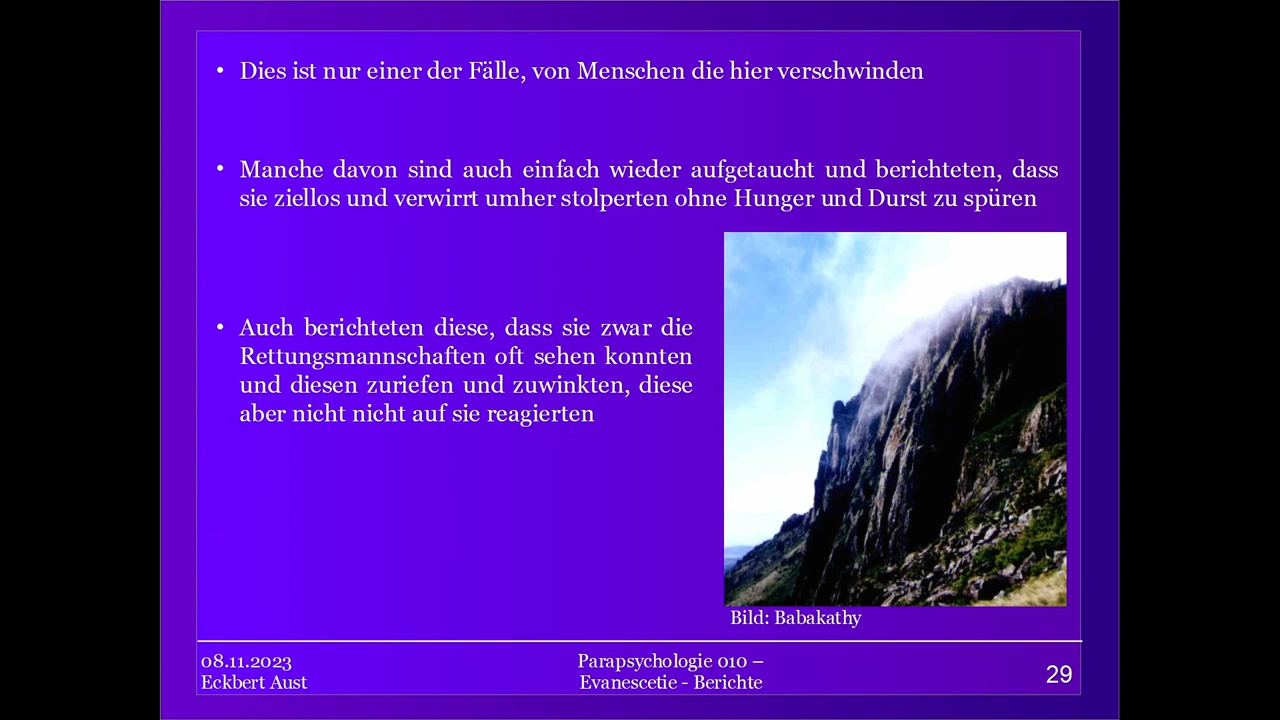 • Dies ist nur einer der Fälle, von Menschen die hier verschwinden
• Manche davon sind auch einfach wieder aufgetaucht und berichteten, dass
sie ziellos und verwirrt umher stolperten ohne Hunger und Durst zu spüren
• Auch berichteten diese, dass sie zwar die
Rettungsmannschaften oft sehen konnten
und diesen zuriefen und zuwinkten, diese
aber nicht nicht auf sie reagierten
Bild: Babakathy
08.11.2023
Eckbert Aust
Parapsychologie 010 –
Evanescetie - Berichte
29